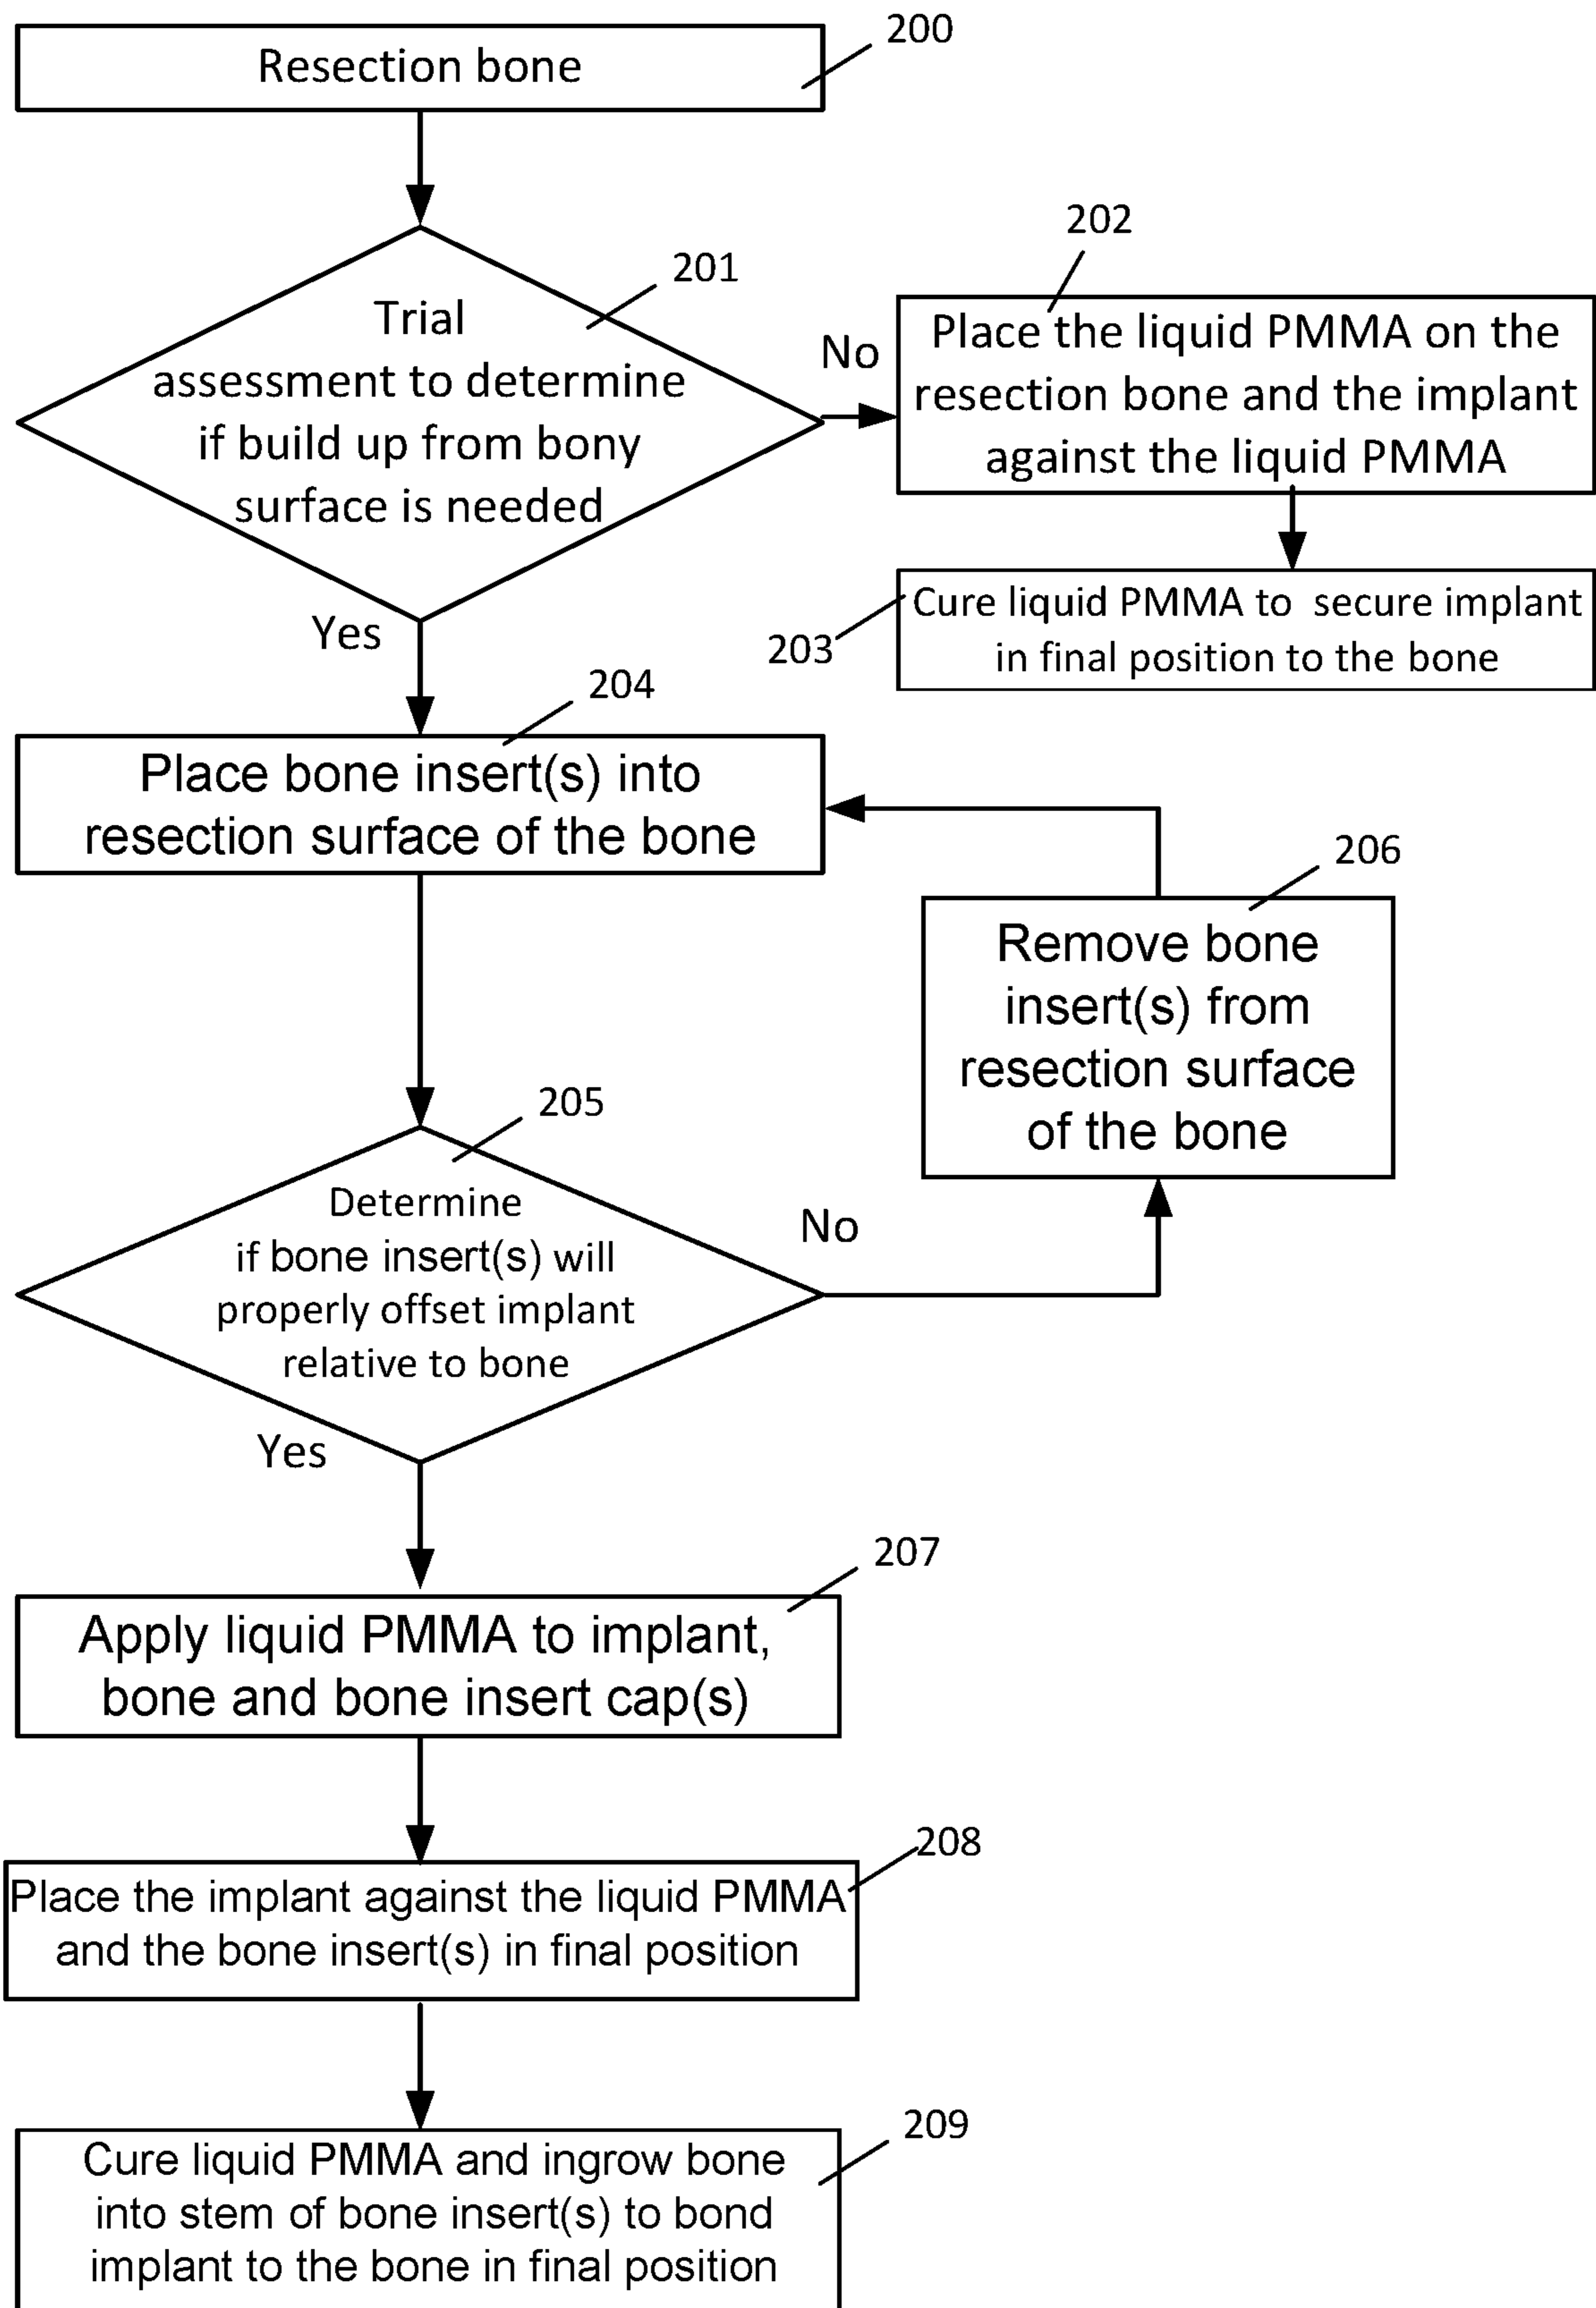 200
Resection bone
201
Trial
assessment to determine
if build up from bony
surface is needed
No
202
Place the liquid PMMA on the
resection bone and the implant
against the liquid PMMA
203
Cure liquid PMMA to secure implant
in final position to the bone
Yes
204
Place bone insert(s) into
resection surface of the bone
206
Remove bone
insert(s) from
resection surface
of the bone
205
Determine
if bone insert(s) will
properly offset implant
relative to bone
No
Yes
207
Apply liquid PMMA to implant,
bone and bone insert cap(s)
208
Place the implant against the liquid PMMA
and the bone insert(s) in final position
209
Cure liquid PMMA and ingrow bone
into stem of bone insert(s) to bond
implant to the bone in final position